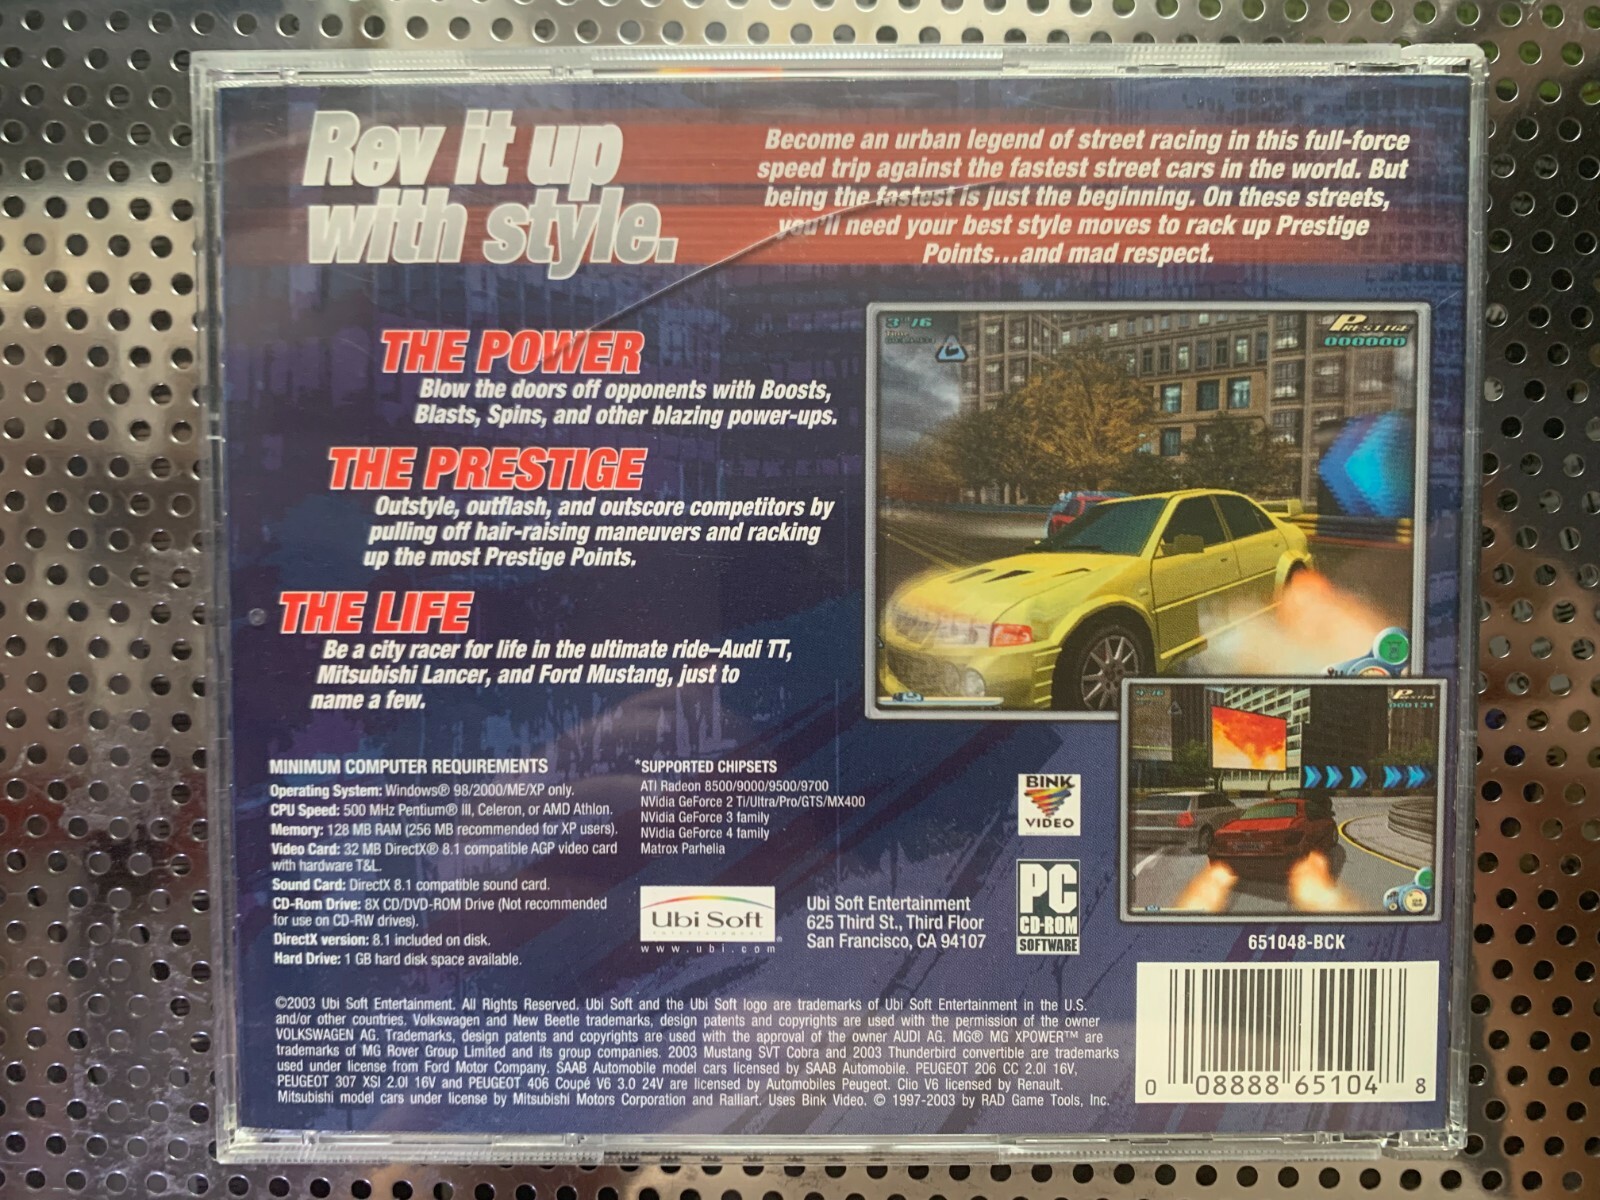 Rev it up
with style.
Become an urban legend of street racing in this full-force
speed trip against the fastest street cars in the world. But
being the fastest is just the beginning. On these streets,
you'll need your best style moves to rack up Prestige
Points...and mad respect.
THE POWER
Blow the doors off opponents with Boosts,
Blasts, Spins, and other blazing power-ups.
THE PRESTIGE
Outstyle, outflash, and outscore competitors by
pulling off hair-raising maneuvers and racking
up the most Prestige Points.
THE LIFE
Be a city racer for life in the ultimate ride–Audi TT,
Mitsubishi Lancer, and Ford Mustang, just to
name a few.
3 /6
PRESTIGE
000000
PRESTIGE
000131
MINIMUM COMPUTER REQUIREMENTS
Operating System: Windows® 98/2000/ME/XP only.
CPU Speed: 500 MHz Pentium® III, Celeron, or AMD Athlon.
Memory: 128 MB RAM (256 MB recommended for XP users).
Video Card: 32 MB DirectX® 8.1 compatible AGP video card
with hardware T&L.
Sound Card: DirectX 8.1 compatible sound card.
CD-Rom Drive: 8X CD/DVD-ROM Drive (Not recommended
for use on CD-RW drives).
DirectX version: 8.1 included on disk.
Hard Drive: 1 GB hard disk space available.
*SUPPORTED CHIPSETS
ATI Radeon 8500/9000/9500/9700
NVidia GeForce 2 Ti/Ultra/Pro/GTS/MX400
NVidia GeForce 3 family
NVidia GeForce 4 family
Matrox Parhelia
Ubi Soft
ENTERTAINMENT
www.ubi.com
Ubi Soft Entertainment
625 Third St., Third Floor
San Francisco, CA 94107
BINK
VIDEO
PC
CD-ROM
SOFTWARE
651048-BCK
0 08888 65104 8
©2003 Ubi Soft Entertainment. All Rights Reserved. Ubi Soft and the Ubi Soft logo are trademarks of Ubi Soft Entertainment in the U.S.
and/or other countries. Volkswagen and New Beetle trademarks, design patents and copyrights are used with the permission of the owner
VOLKSWAGEN AG. Trademarks, design patents and copyrights are used with the approval of the owner AUDI AG. MG® MG XPOWER™ are
trademarks of MG Rover Group Limited and its group companies. 2003 Mustang SVT Cobra and 2003 Thunderbird convertible are trademarks
used under license from Ford Motor Company. SAAB Automobile model cars licensed by SAAB Automobile. PEUGEOT 206 CC 2.0l 16V,
PEUGEOT 307 XSI 2.0l 16V and PEUGEOT 406 Coupé V6 3.0 24V are licensed by Automobiles Peugeot. Clio V6 licensed by Renault.
Mitsubishi model cars under license by Mitsubishi Motors Corporation and Ralliart. Uses Bink Video. © 1997-2003 by RAD Game Tools, Inc.